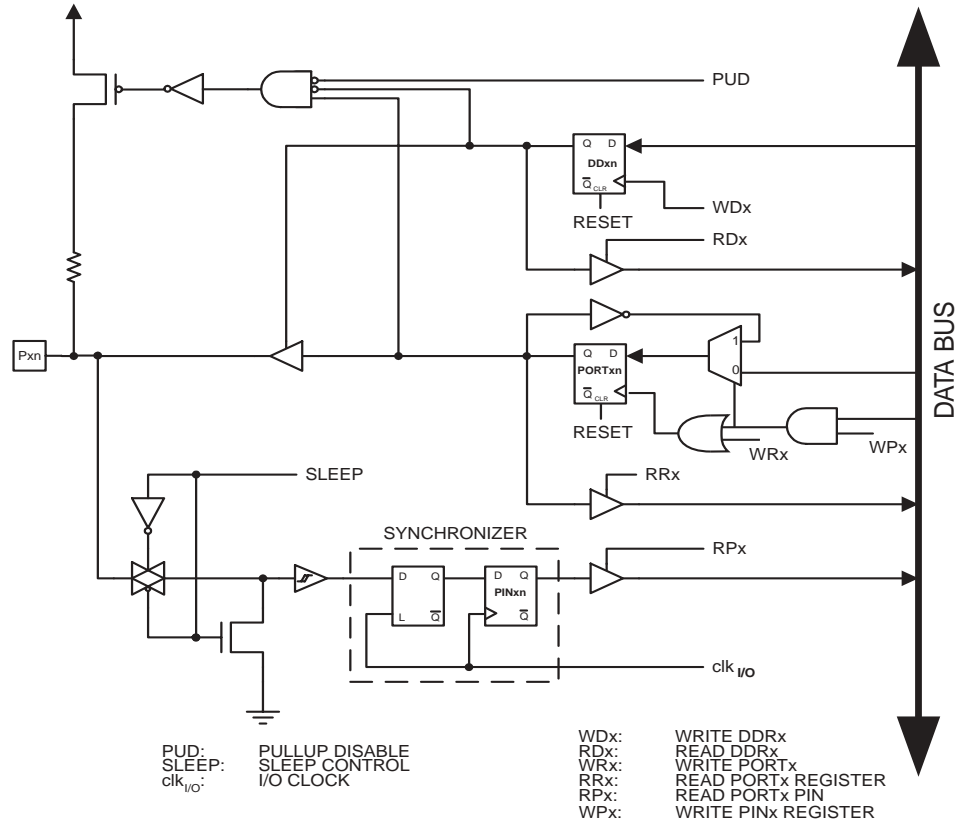 PUD
Q D
DDxn
Q CLR
WDx
RESET
RDx
1
Pxn
Q D
PORTxn
0
Q CLR
RESET
WRx
WPx
DATA BUS
SLEEP
RRx
SYNCHRONIZER
RPx
D Q
D Q
PINxn
L Q
Q
clk I/O
PUD: PULLUP DISABLE
SLEEP: SLEEP CONTROL
clkI/O: I/O CLOCK
WDx: WRITE DDRx
RDx: READ DDRx
WRx: WRITE PORTx
RRx: READ PORTx REGISTER
RPx: READ PORTx PIN
WPx: WRITE PINx REGISTER